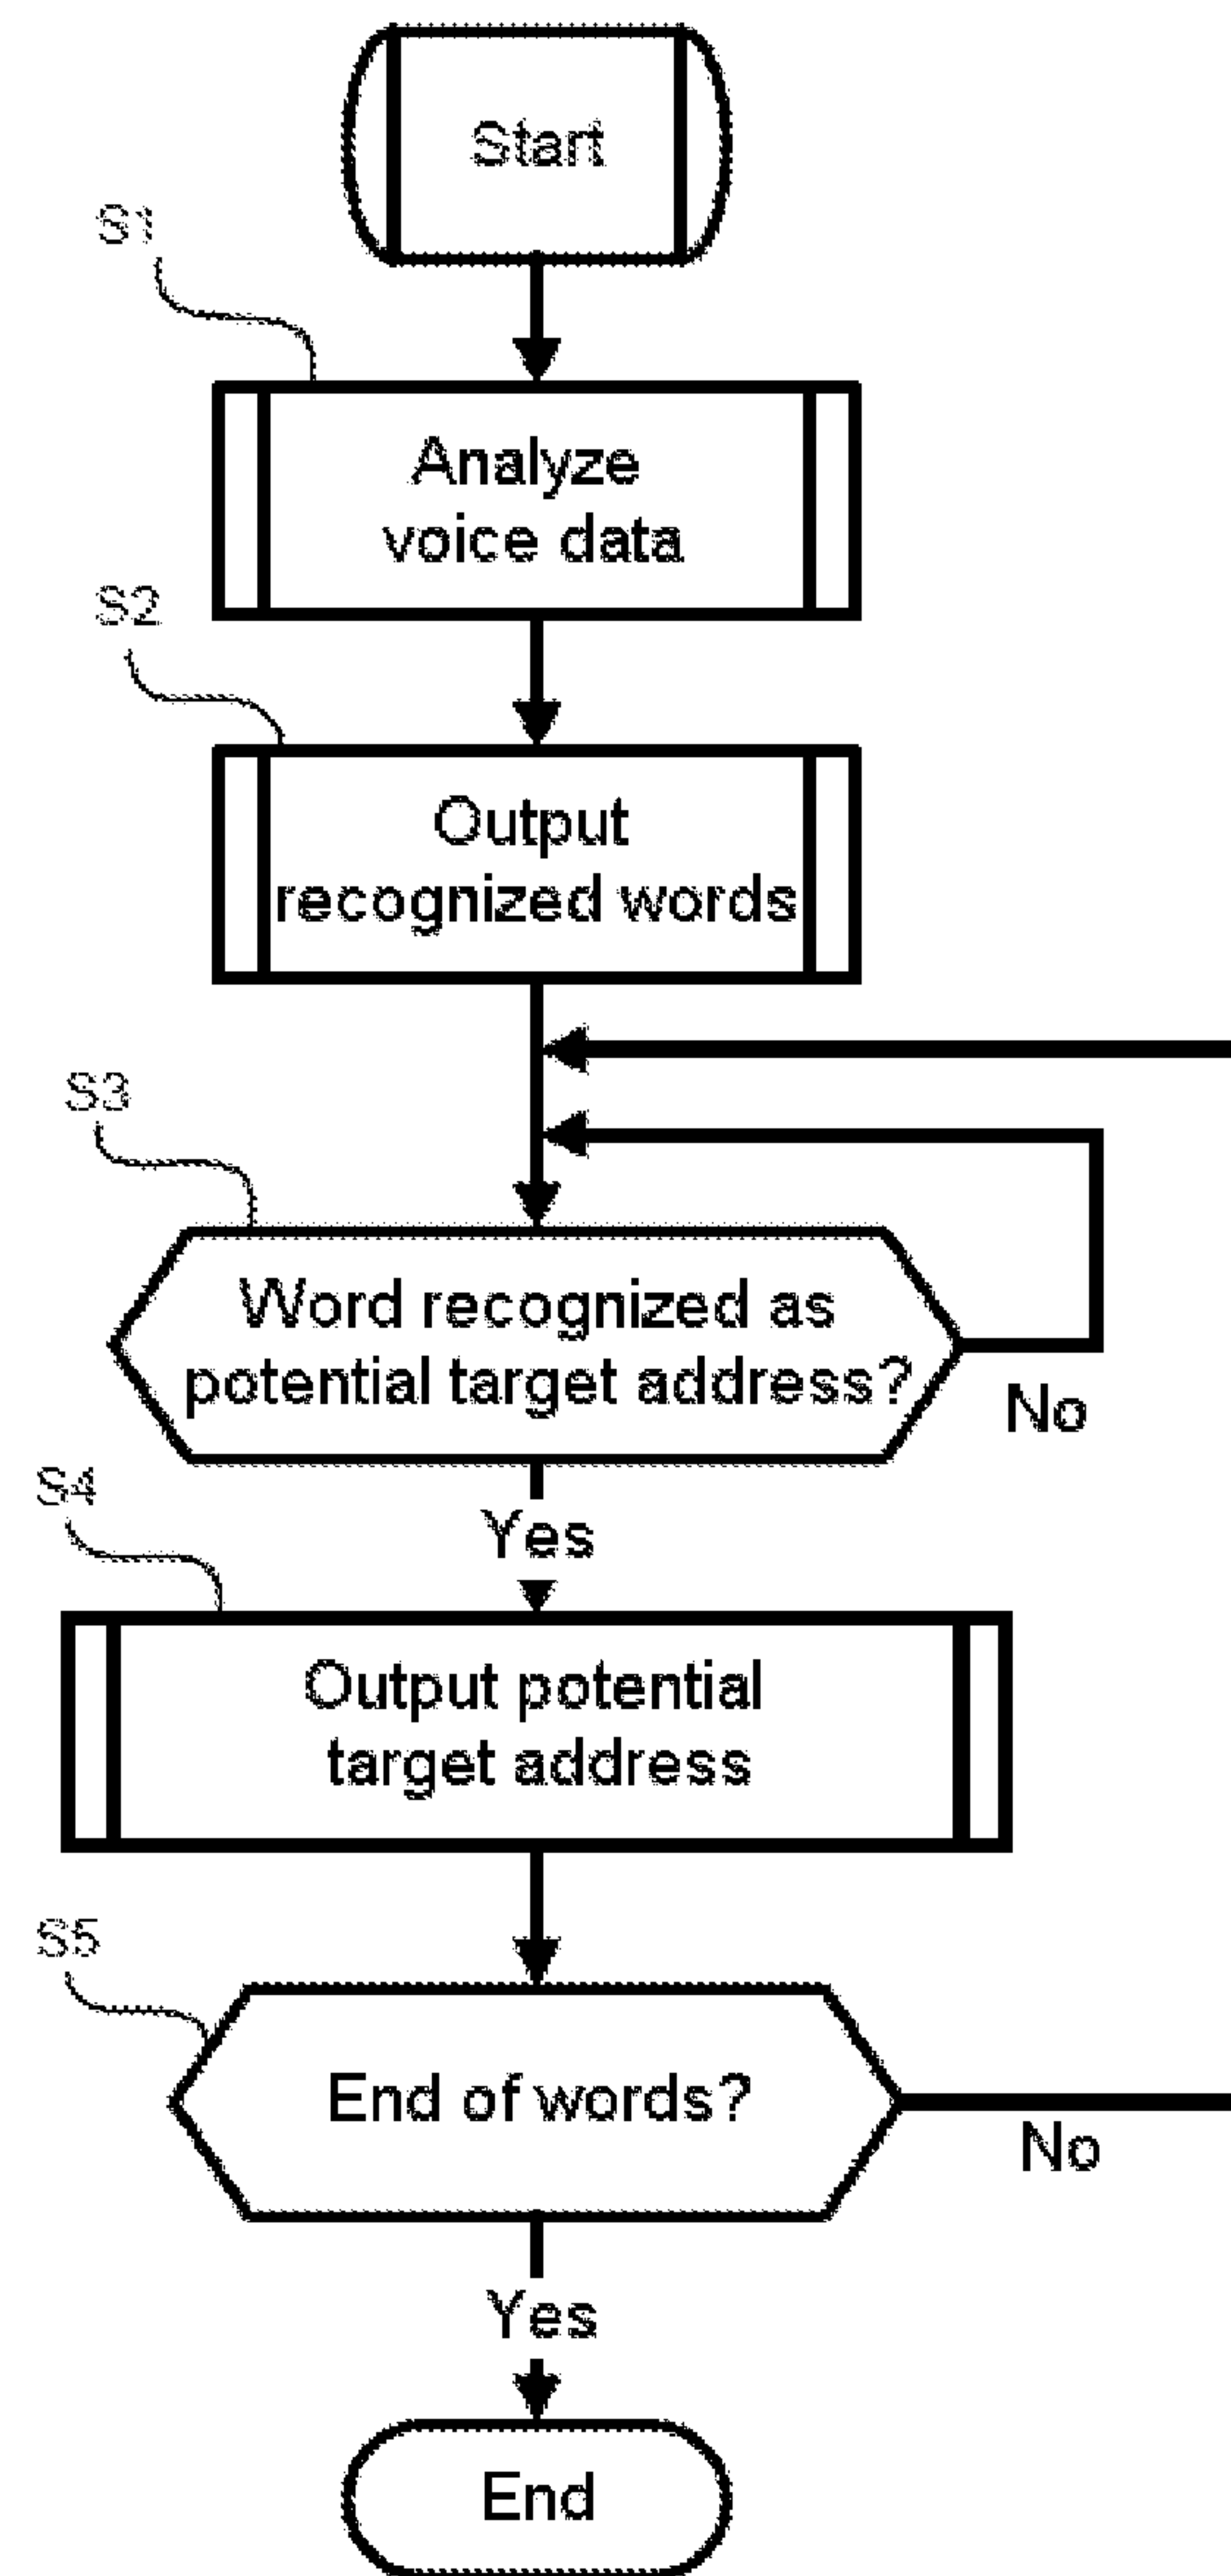 Start
S1
Analyze
voice data
S2
Output
recognized words
S3
Word recognized as
potential target address?
No
S4
Yes
Output potential
target address
S5
End of words?
No
Yes
End